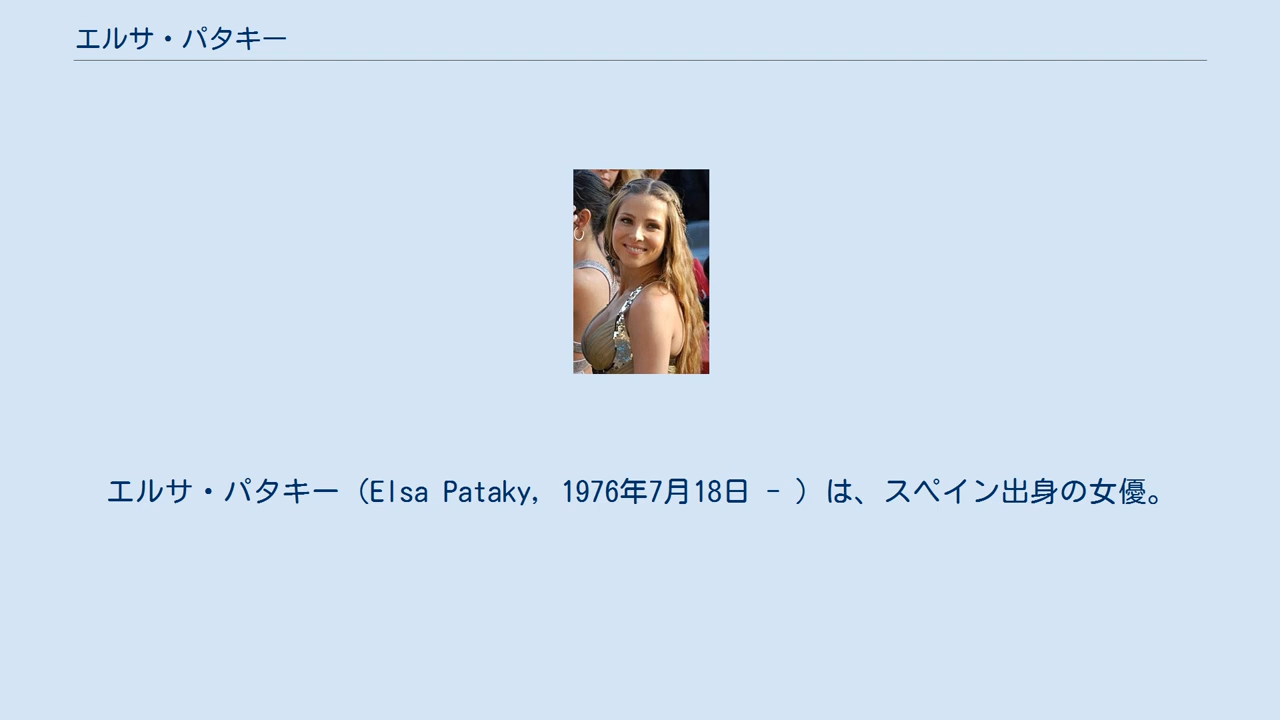 エルサ・パタキー
エルサ・パタキー（Elsa Pataky, 1976年7月18日 - ）は、スペイン出身の女優。